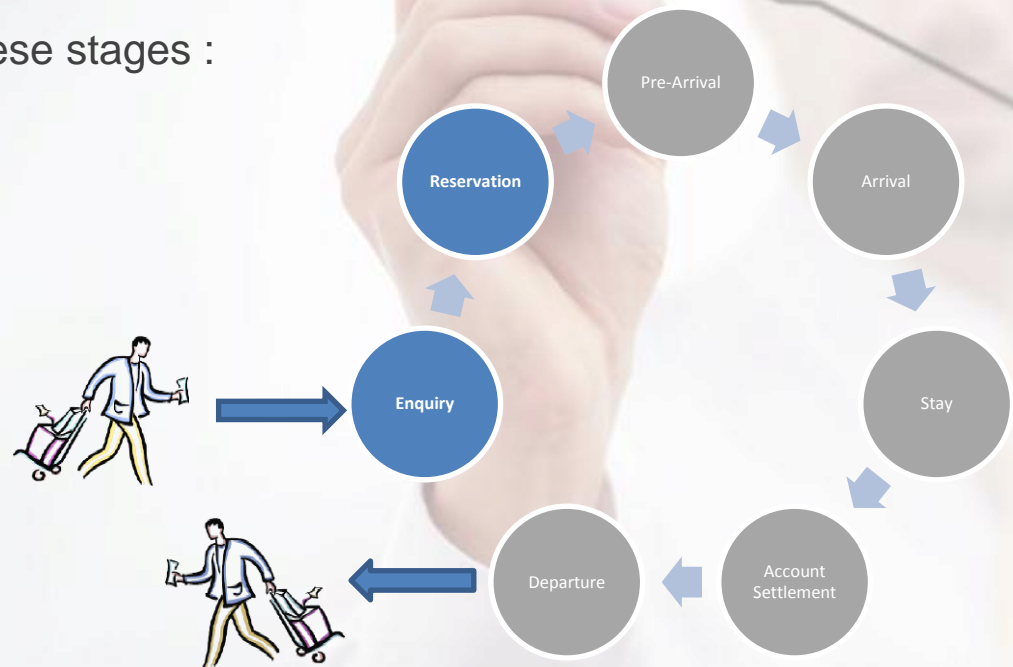 ese stages :
Pre-Arrival
Reservation
Arrival
Enquiry
Stay
Departure
Account
Settlement